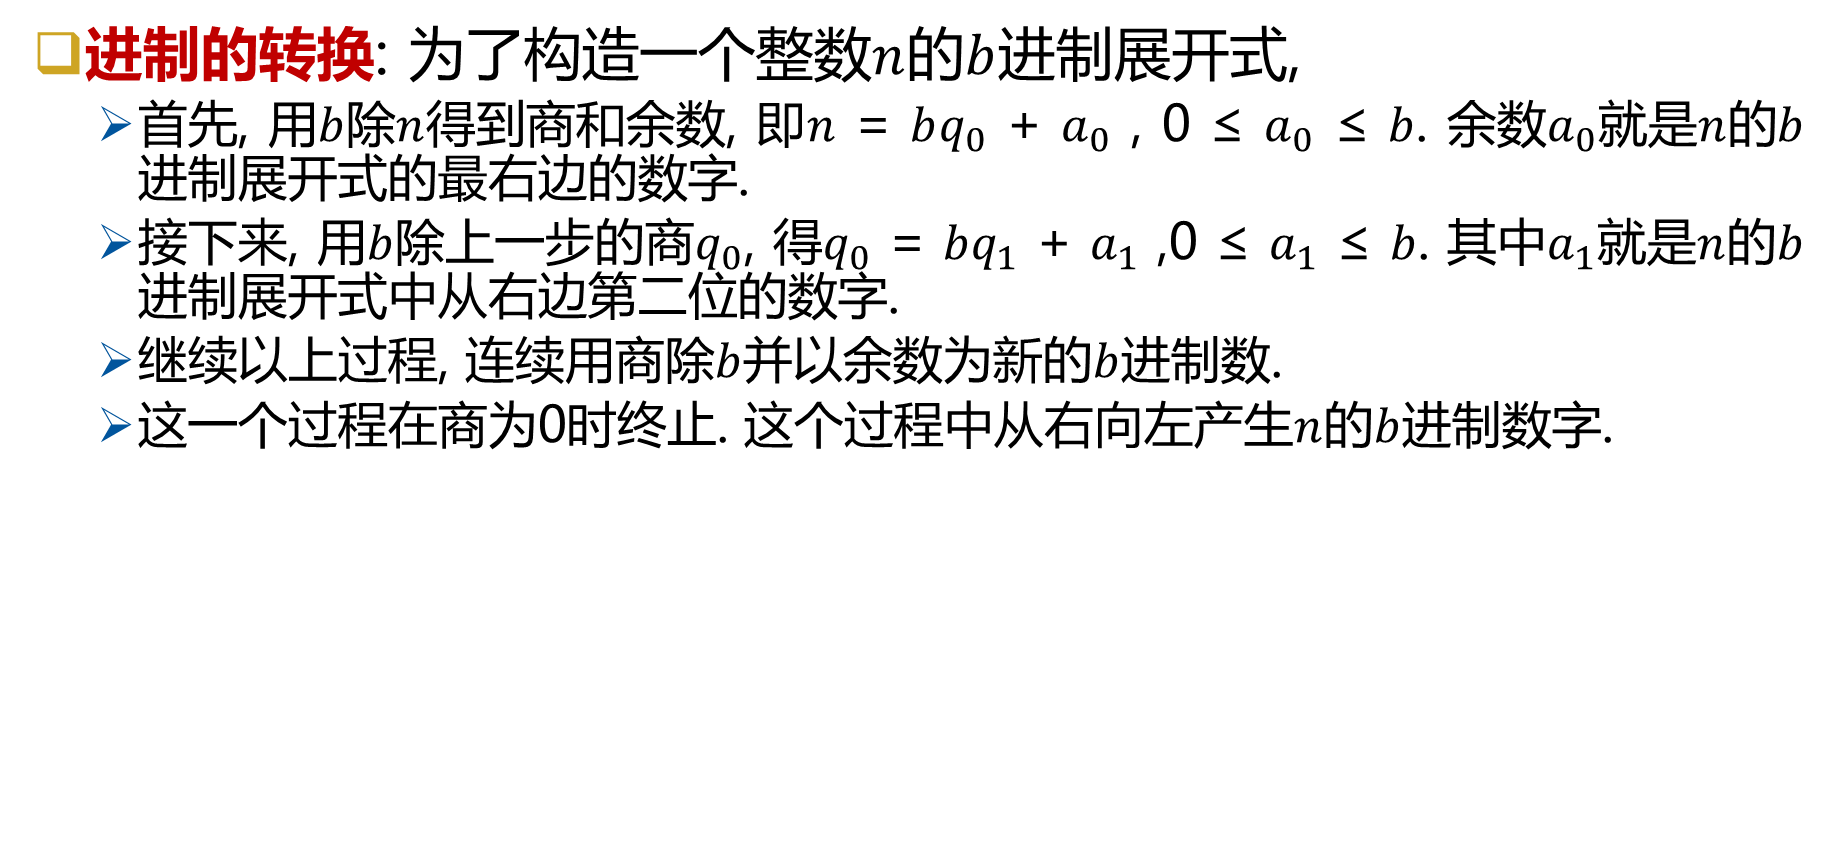 进制的转换: 为了构造一个整数n的b进制展开式,
首先, 用b除n得到商和余数, 即n = bq₀ + a₀ , 0 ≤ a₀ ≤ b. 余数a₀就是n的b
进制展开式的最右边的数字.
接下来, 用b除上一步的商q₀, 得q₀ = bq₁ + a₁ ,0 ≤ a₁ ≤ b. 其中a₁就是n的b
进制展开式中从右边第二位的数字.
继续以上过程, 连续用商除b并以余数为新的b进制数.
这一个过程在商为0时终止. 这个过程中从右向左产生n的b进制数字.